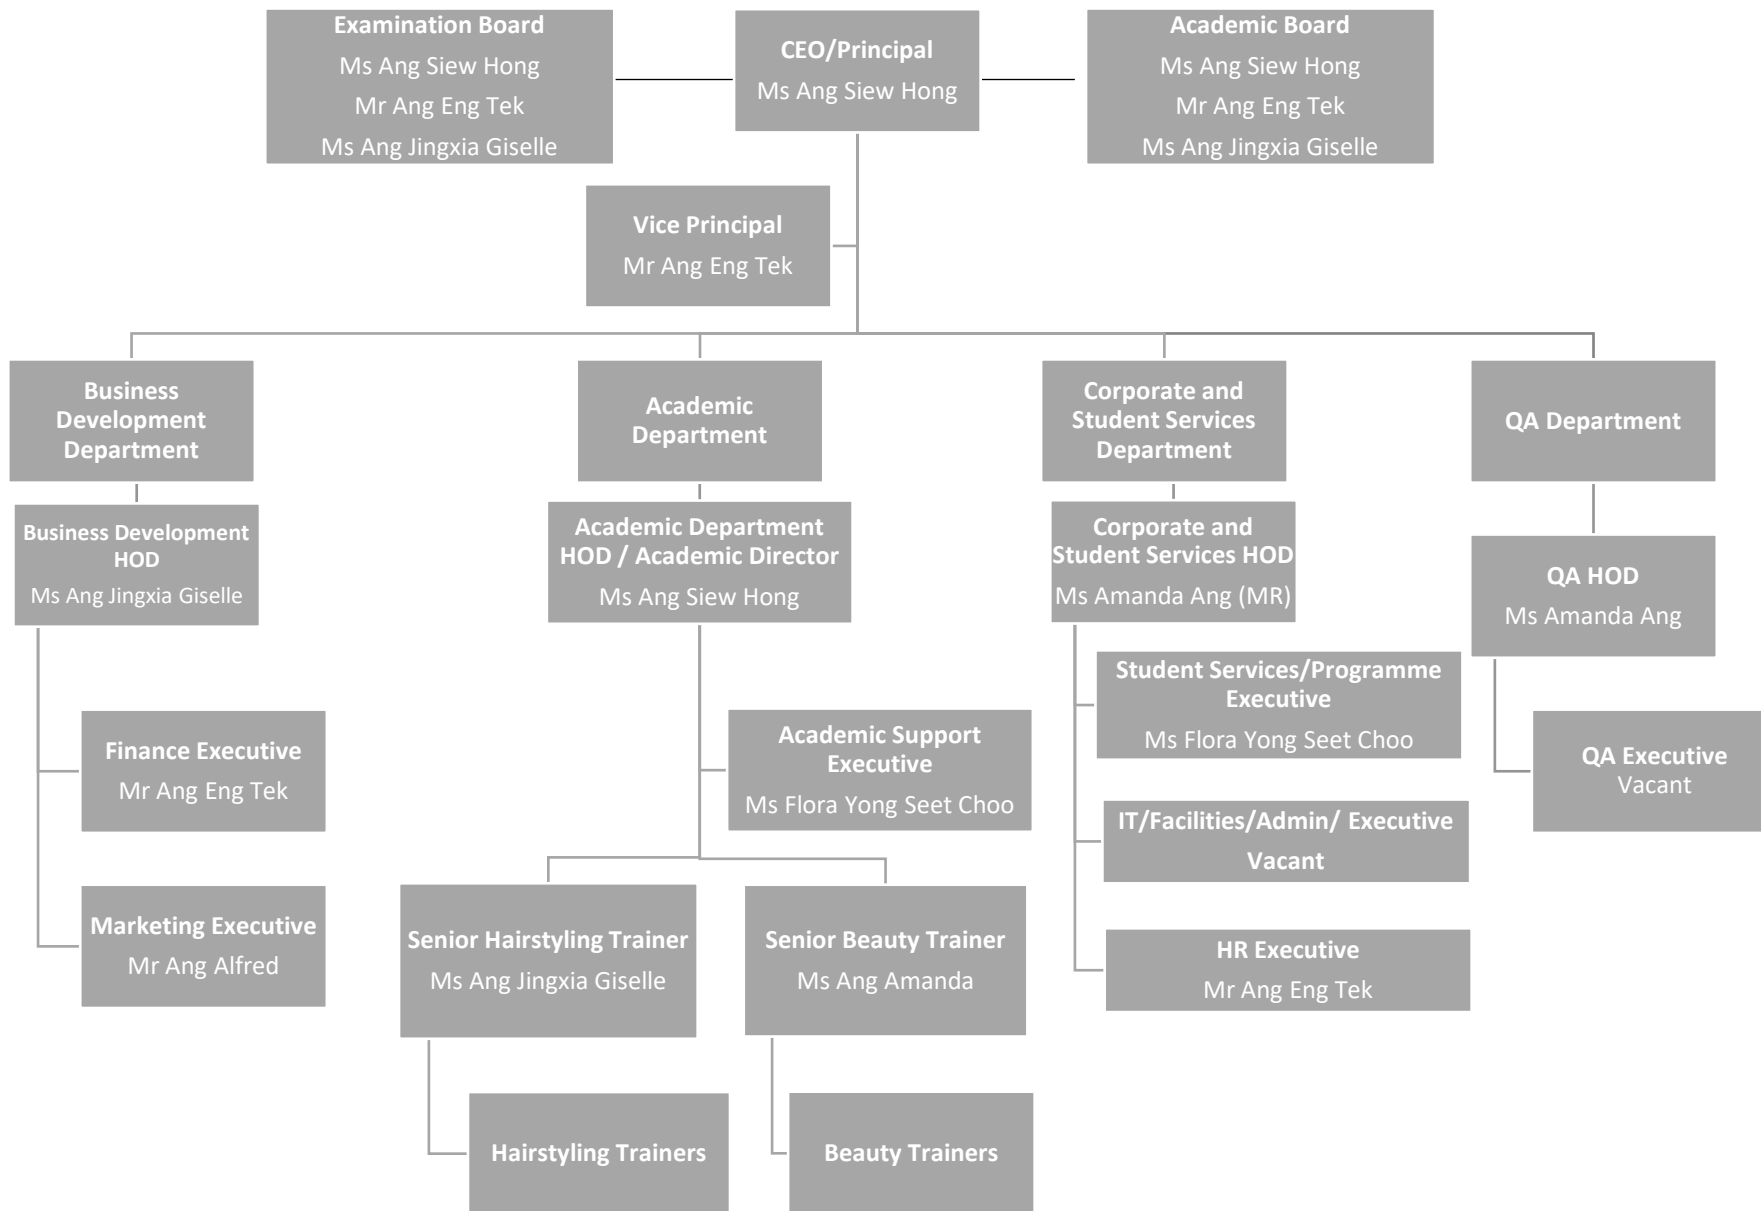 Examination Board
Ms Ang Siew Hong
Mr Ang Eng Tek
Ms Ang Jingxia Giselle
CEO/Principal
Ms Ang Siew Hong
Academic Board
Ms Ang Siew Hong
Mr Ang Eng Tek
Ms Ang Jingxia Giselle
Vice Principal
Mr Ang Eng Tek
Business
Development
Department
Academic
Department
Corporate and
Student Services
Department
QA Department
Business Development
HOD
Ms Ang Jingxia Giselle
Academic Department
HOD / Academic Director
Ms Ang Siew Hong
Corporate and
Student Services HOD
Ms Amanda Ang (MR)
QA HOD
Ms Amanda Ang
Finance Executive
Mr Ang Eng Tek
Marketing Executive
Mr Ang Alfred
Academic Support
Executive
Ms Flora Yong Seet Choo
Senior Hairstyling Trainer
Ms Ang Jingxia Giselle
Senior Beauty Trainer
Ms Ang Amanda
Hairstyling Trainers
Beauty Trainers
Student Services/Programme
Executive
Ms Flora Yong Seet Choo
IT/Facilities/Admin/ Executive
Vacant
HR Executive
Mr Ang Eng Tek
QA Executive
Vacant